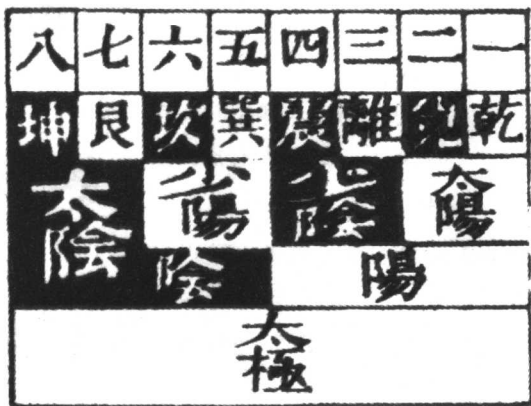 八 七 六 五 四 三 二 一
坤 艮 坎 巽 震 離 兌 乾
太陰 少陽 少陰 太陽
陰 陽
太極